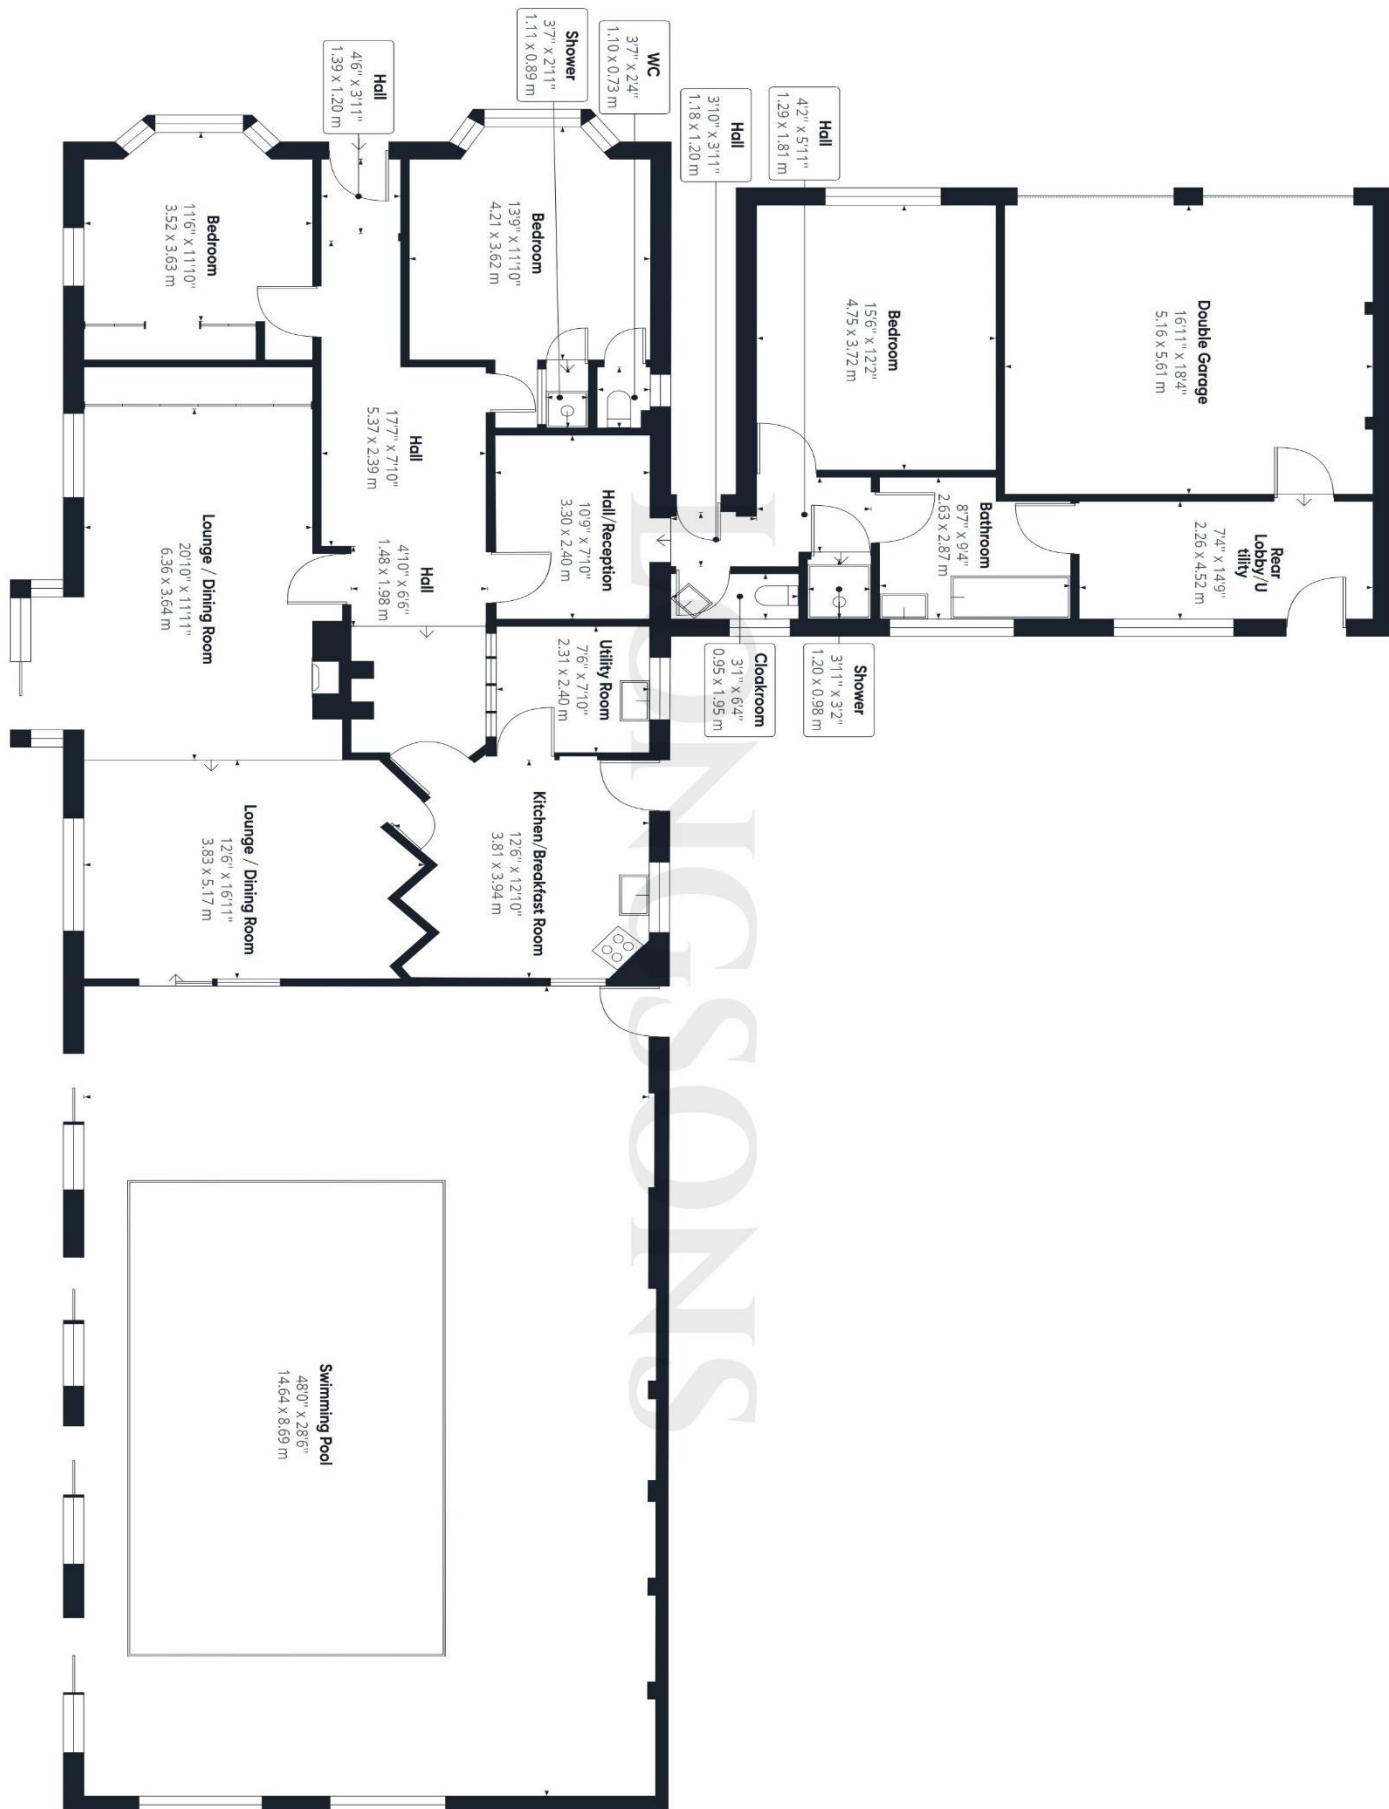 Double Garage
16'11" x 18'4"
5.16 x 5.61 m
Rear
Lobby/U
tility
7'4" x 14'9"
2.26 x 4.52 m
Bedroom
15'6" x 12'2"
4.75 x 3.72 m
Bathroom
8'7" x 9'4"
2.63 x 2.87 m
Hall
4'2" x 5'11"
1.29 x 1.81 m
Shower
3'11" x 3'2"
1.20 x 0.98 m
Hall
3'10" x 3'11"
1.18 x 1.20 m
Cloakroom
3'1" x 6'4"
0.95 x 1.95 m
WC
3'7" x 2'4"
1.10 x 0.73 m
Shower
3'7" x 2'11"
1.11 x 0.89 m
Hall
4'6" x 3'11"
1.39 x 1.20 m
Bedroom
13'9" x 11'10"
4.21 x 3.62 m
Hall/Reception
10'9" x 7'10"
3.30 x 2.40 m
Utility Room
7'6" x 7'10"
2.31 x 2.40 m
Kitchen/Breakfast Room
12'6" x 12'10"
3.81 x 3.94 m
Hall
17'7" x 7'10"
5.37 x 2.39 m
Hall
4'10" x 6'6"
1.48 x 1.98 m
Bedroom
11'6" x 11'10"
3.52 x 3.63 m
Lounge / Dining Room
20'10" x 11'11"
6.36 x 3.64 m
Lounge / Dining Room
12'6" x 16'11"
3.83 x 5.17 m
Swimming Pool
48'0" x 28'6"
14.64 x 8.69 m
LONGSONS